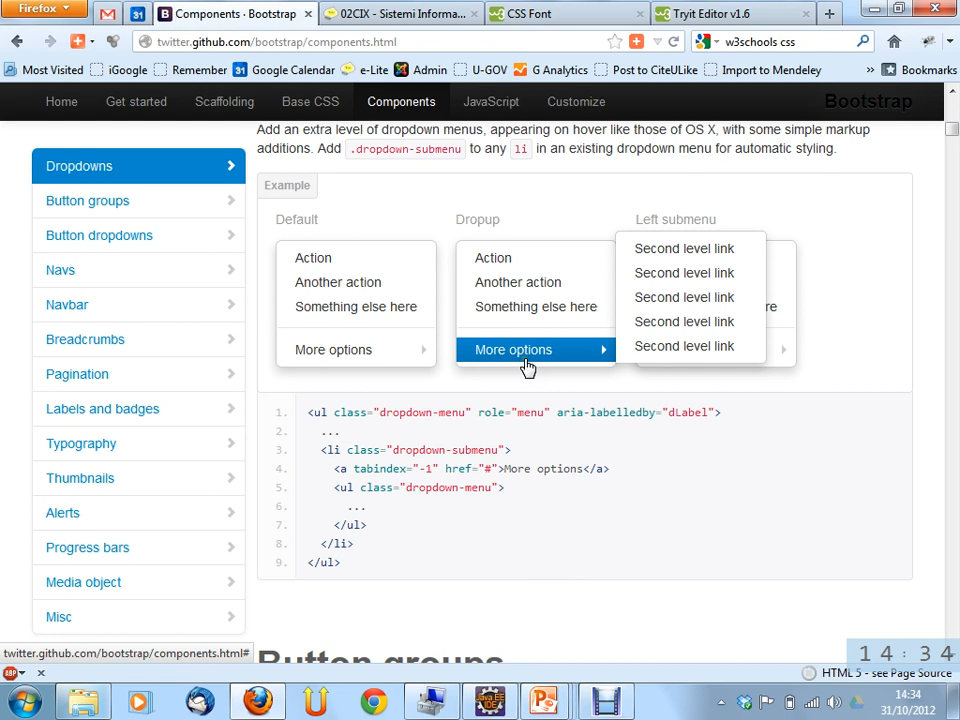 Firefox
31
Components · Bootstrap
02CIX - Sistemi Informa...
CSS Font
Tryit Editor v1.6
twitter.github.com/bootstrap/components.html
w3schools css
Most Visited
iGoogle
Remember
31
Google Calendar
e-Lite
Admin
U-GOV
G Analytics
Post to CiteULike
Import to Mendeley
»
Bookmarks
Home
Get started
Scaffolding
Base CSS
Components
JavaScript
Customize
Bootstrap
Add an extra level of dropdown menus, appearing on hover like those of OS X, with some simple markup
additions. Add .dropdown-submenu to any li in an existing dropdown menu for automatic styling.
Dropdowns
Button groups
Button dropdowns
Navs
Navbar
Breadcrumbs
Pagination
Labels and badges
Typography
Thumbnails
Alerts
Progress bars
Media object
Misc
Example
Default
Dropup
Left submenu
Action
Another action
Something else here
More options
Action
Another action
Something else here
More options
Second level link
Second level link
Second level link
Second level link
Second level link
re
1. <ul class="dropdown-menu" role="menu" aria-labelledby="dLabel">
2. ...
3. <li class="dropdown-submenu">
4. <a tabindex="-1" href="#">More options</a>
5. <ul class="dropdown-menu">
6. ...
7. </ul>
8. </li>
9. </ul>
Button groups
twitter.github.com/bootstrap/components.html#
14:34
ABP
HTML 5 - see Page Source
Java EE
IDE
14:34
31/10/2012